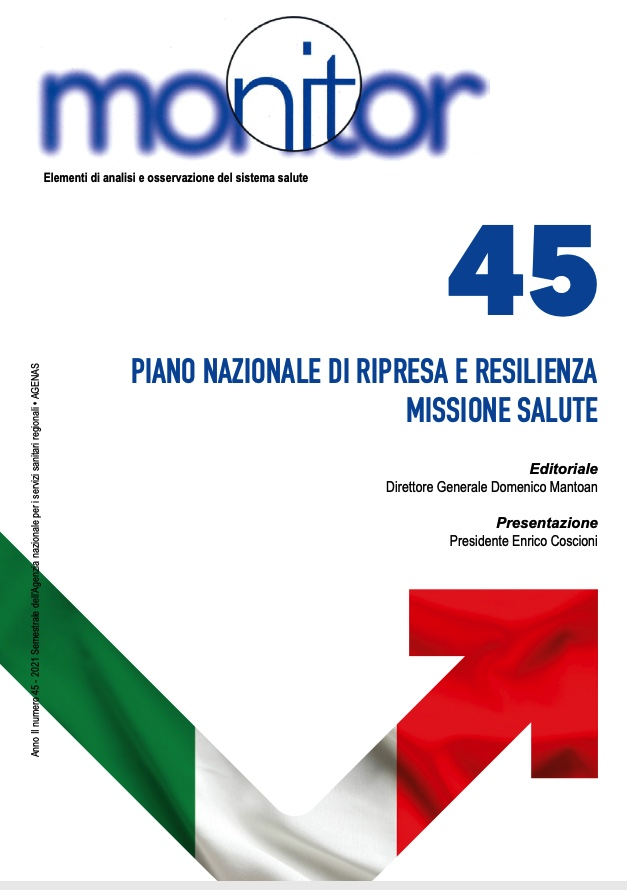 monitor
Elementi di analisi e osservazione del sistema salute
45
PIANO NAZIONALE DI RIPRESA E RESILIENZA
MISSIONE SALUTE
Editoriale
Direttore Generale Domenico Mantoan
Presentazione
Presidente Enrico Coscioni
Anno II numero 45 - 2021 Semestrale dell'Agenzia nazionale per i servizi sanitari regionali • AGENAS